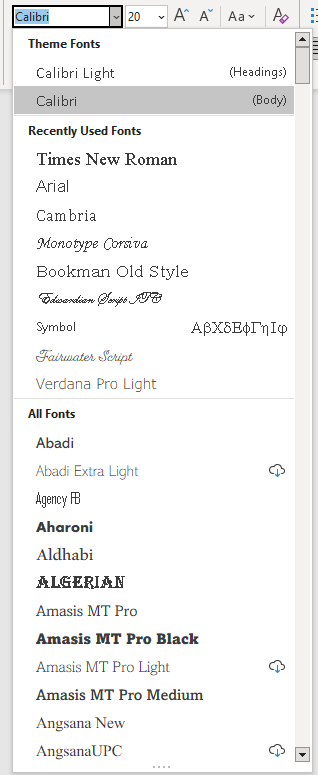 Calibri 20 A A Aa A
Theme Fonts
Calibri Light (Headings)
Calibri (Body)
Recently Used Fonts
Times New Roman
Arial
Cambria
Monotype Corsiva
Bookman Old Style
Edwardian Script ITC
Symbol ΑβΧδΕφΓηΙφ
Fairwater Script
Verdana Pro Light
All Fonts
Abadi
Abadi Extra Light
Agency FB
Aharoni
Aldhabi
ALGERIAN
Amasis MT Pro
Amasis MT Pro Black
Amasis MT Pro Light
Amasis MT Pro Medium
Angsana New
AngsanaUPC